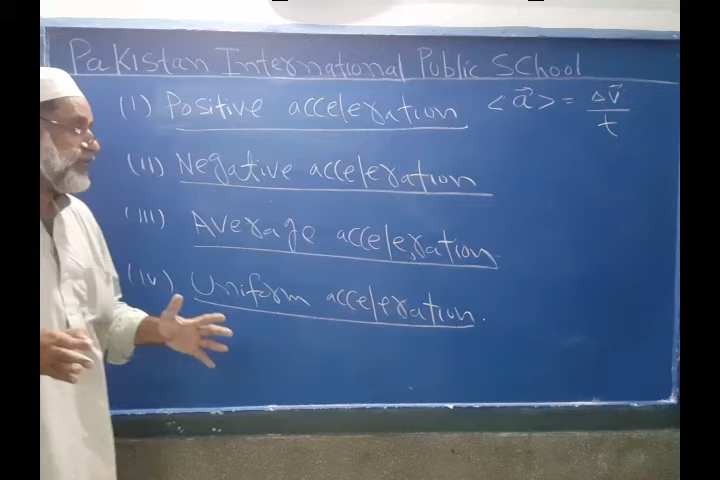 Pakistan International Public School
(I) Positive acceleration <a⃗> = Δv⃗/t
(II) Negative acceleration
(III) Average acceleration
(IV) Uniform acceleration.